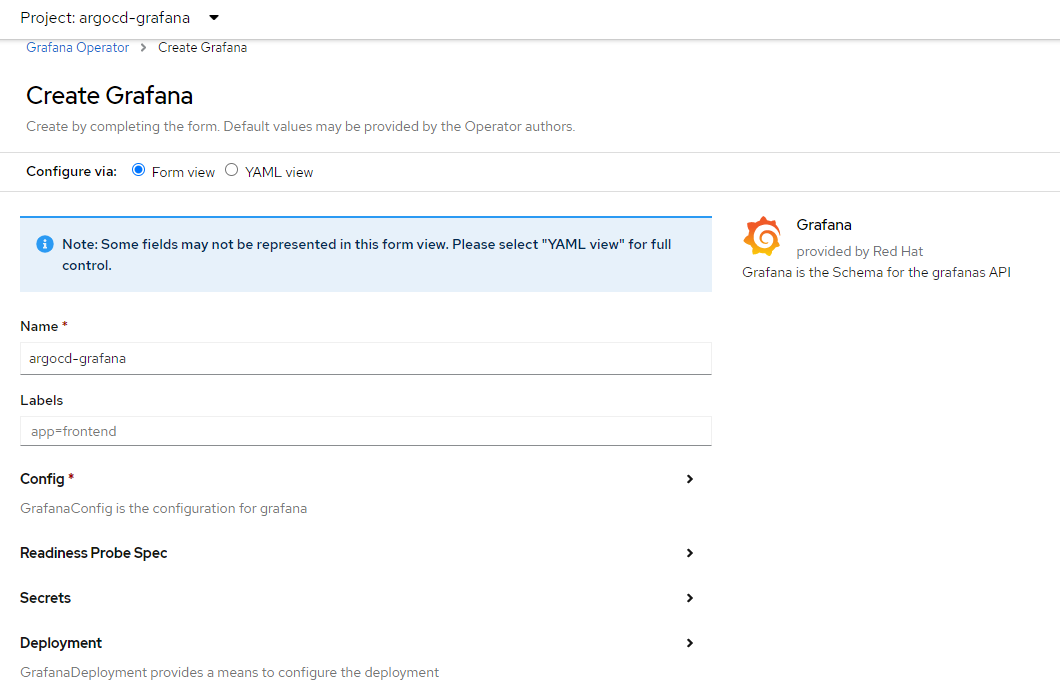 Project: argocd-grafana
Grafana Operator > Create Grafana
Create Grafana
Create by completing the form. Default values may be provided by the Operator authors.
Configure via: Form view YAML view
Note: Some fields may not be represented in this form view. Please select "YAML view" for full
control.
Grafana
provided by Red Hat
Grafana is the Schema for the grafanas API
Name *
argocd-grafana
Labels
app=frontend
Config *
GrafanaConfig is the configuration for grafana
Readiness Probe Spec
Secrets
Deployment
GrafanaDeployment provides a means to configure the deployment